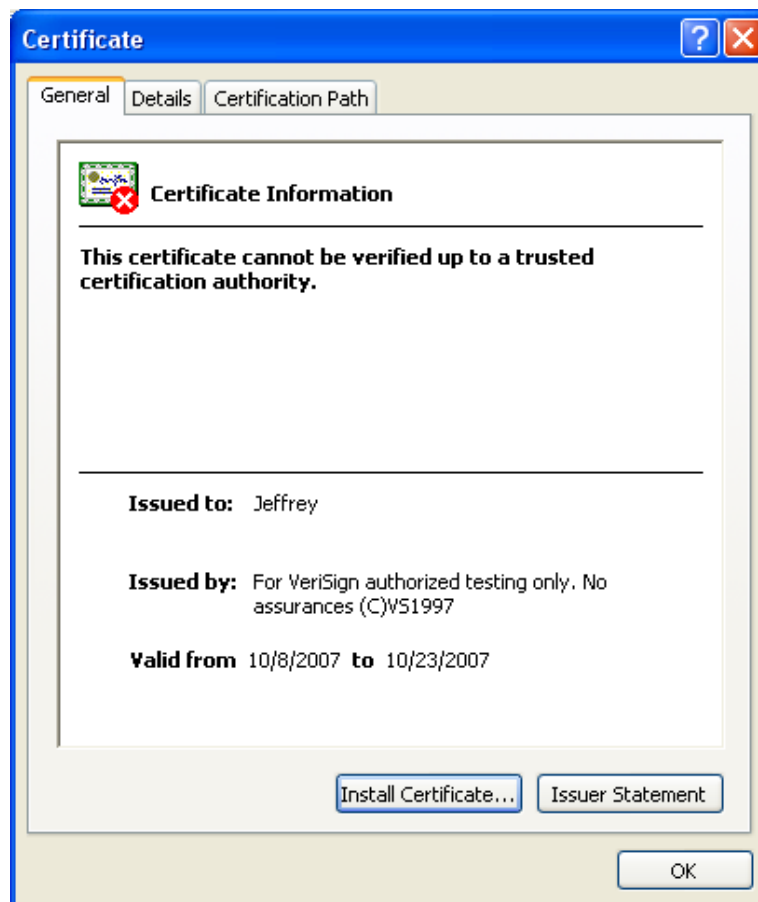 Certificate
General Details Certification Path
Certificate Information
This certificate cannot be verified up to a trusted
certification authority.
Issued to: Jeffrey
Issued by: For VeriSign authorized testing only. No
assurances (C)VS1997
Valid from 10/8/2007 to 10/23/2007
Install Certificate... Issuer Statement
OK